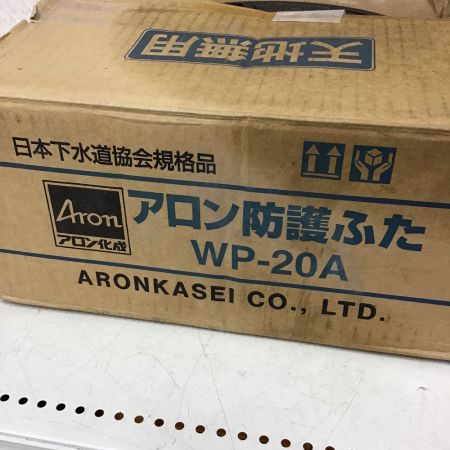 天地無用
日本下水道協会規格品
Aron
アロン化成
アロン防護ふた
WP-20A
ARONKASEI CO., LTD.